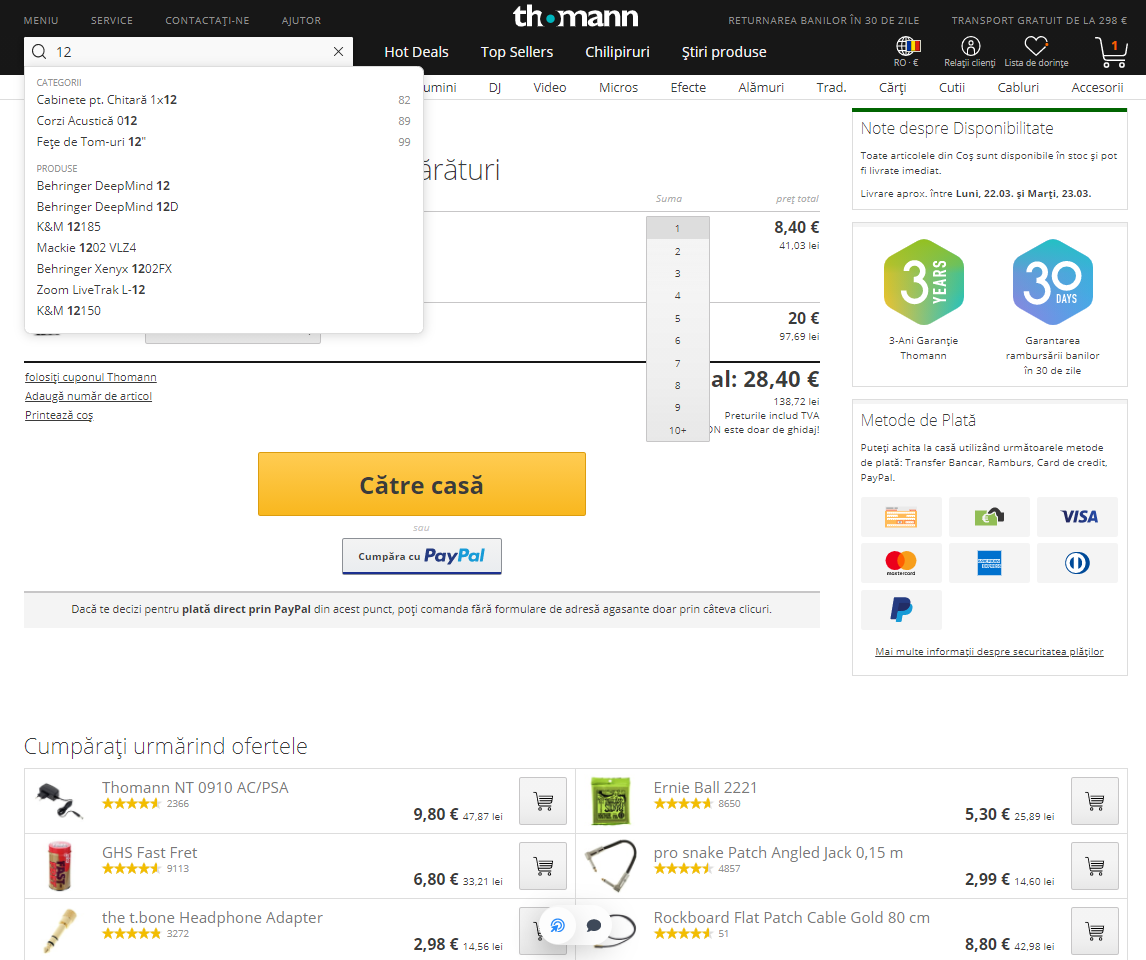 MENIU SERVICE CONTACTAȚI-NE AJUTOR thomann RETURNAREA BANILOR ÎN 30 DE ZILE TRANSPORT GRATUIT DE LA 298 €
12 Hot Deals Top Sellers Chilipiruri Știri produse 1
RO · € Relații clienți Lista de dorințe
umini DJ Video Micros Efecte Alămuri Trad. Cărți Cutii Cabluri Accesorii
CATEGORII
Cabinete pt. Chitară 1x12 82
Corzi Acustică 012 89
Fețe de Tom-uri 12" 99
PRODUSE
Behringer DeepMind 12
Behringer DeepMind 12D
K&M 12185
Mackie 1202 VLZ4
Behringer Xenyx 1202FX
Zoom LiveTrak L-12
K&M 12150
ărături
Suma preț total
8,40 €
41,03 lei
20 €
97,69 lei
1
2
3
4
5
6
7
8
9
10+
folosiți cuponul Thomann
Adaugă număr de articol
Printează coș
al: 28,40 €
138,72 lei
Preturile includ TVA
ON este doar de ghidaj!
Către casă
sau
Cumpăra cu PayPal
Dacă te decizi pentru plată direct prin PayPal din acest punct, poți comanda fără formulare de adresă agasante doar prin câteva clicuri.
Note despre Disponibilitate
Toate articolele din Coș sunt disponibile în stoc și pot
fi livrate imediat.
Livrare aprox. între Luni, 22.03. și Marți, 23.03.
3 YEARS 30 DAYS
3-Ani Garanție
Thomann
Garantarea
rambursării banilor
în 30 de zile
Metode de Plată
Puteți achita la casă utilizând următoarele metode
de plată: Transfer Bancar, Ramburs, Card de credit,
PayPal.
€ VISA
mastercard AMERICAN EXPRESS
Mai multe informații despre securitatea plăților
Cumpărați urmărind ofertele
Thomann NT 0910 AC/PSA
2366
9,80 € 47,87 lei
Ernie Ball 2221
8650
5,30 € 25,89 lei
GHS Fast Fret
9113
6,80 € 33,21 lei
pro snake Patch Angled Jack 0,15 m
4857
2,99 € 14,60 lei
the t.bone Headphone Adapter
3272
2,98 € 14,56 lei
Rockboard Flat Patch Cable Gold 80 cm
51
8,80 € 42,98 lei